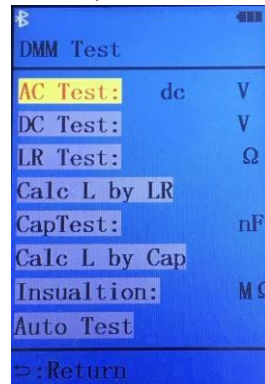 DMM Test
AC Test: dc V
DC Test: V
LR Test: Ω
Calc L by LR
CapTest: nF
Calc L by Cap
Insualtion: MΩ
Auto Test
⮌:Return